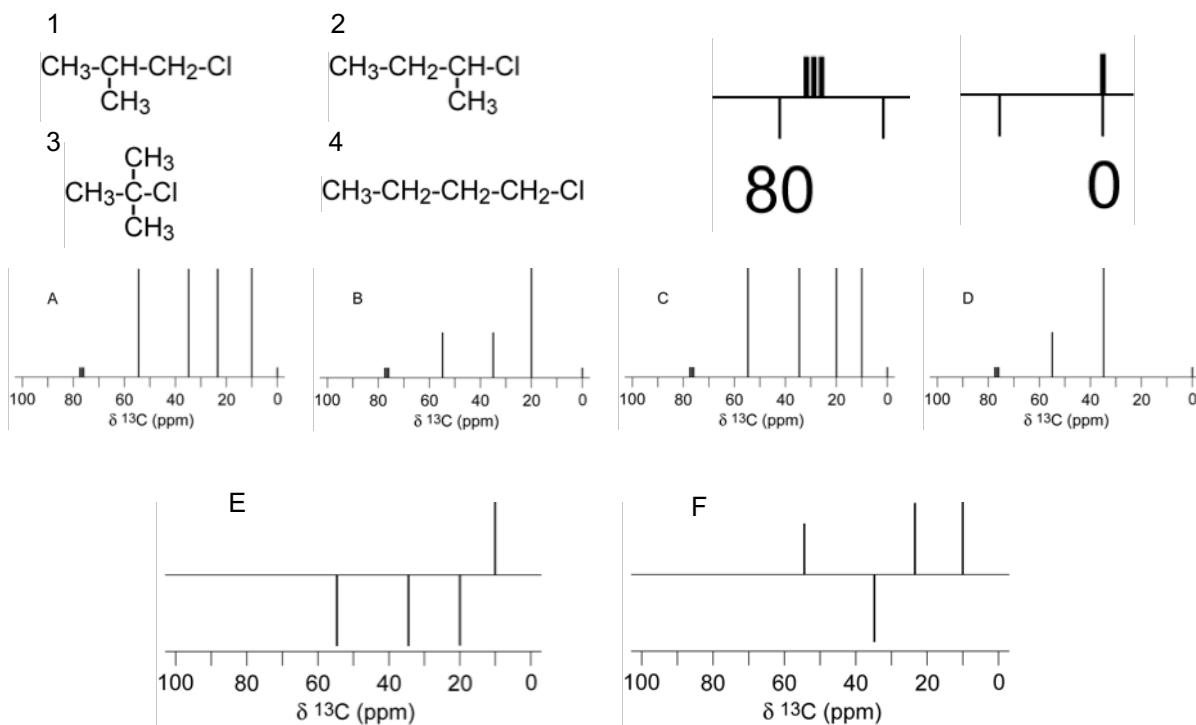 1
CH3-CH-CH2-Cl
CH3
2
CH3-CH2-CH-Cl
CH3
3
CH3
CH3-C-Cl
CH3
4
CH3-CH2-CH2-CH2-Cl
80
0
A
100 80 60 40 20 0
δ 13C (ppm)
B
100 80 60 40 20 0
δ 13C (ppm)
C
100 80 60 40 20 0
δ 13C (ppm)
D
100 80 60 40 20 0
δ 13C (ppm)
E
100 80 60 40 20 0
δ 13C (ppm)
F
100 80 60 40 20 0
δ 13C (ppm)